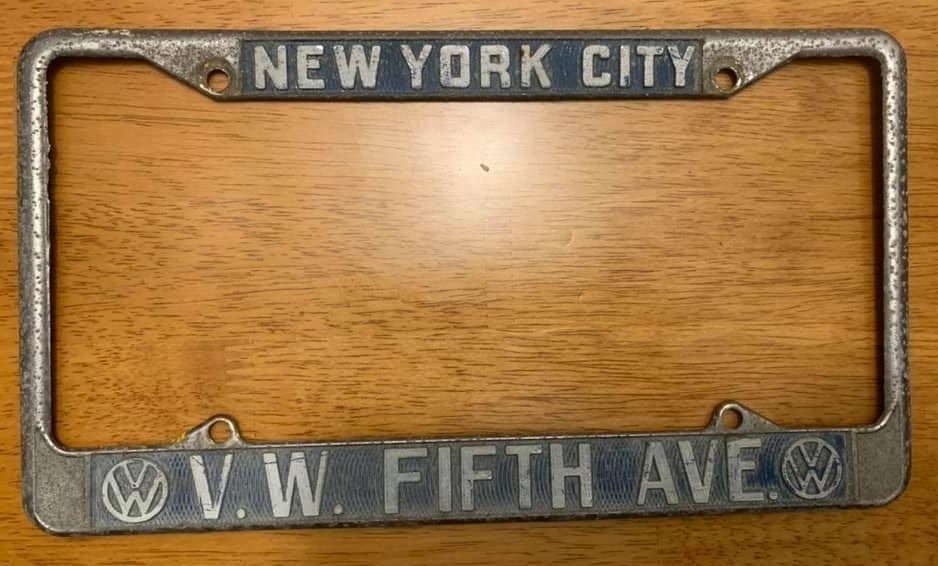 NEW YORK CITY
V.W. FIFTH AVE.